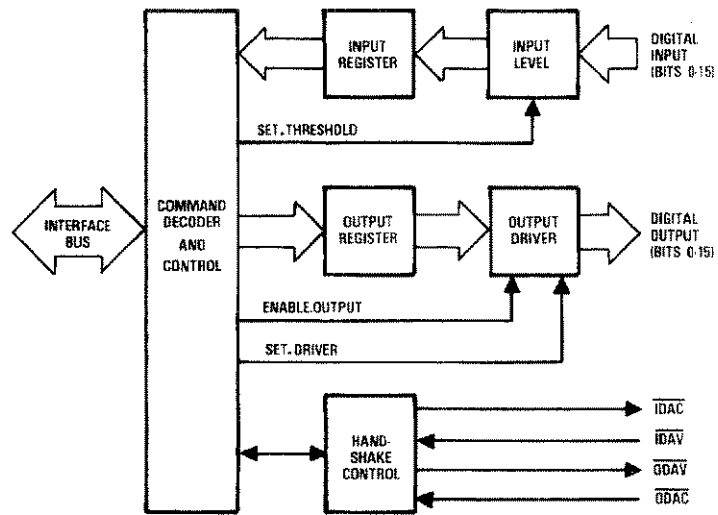 INPUT
REGISTER
INPUT
LEVEL
DIGITAL
INPUT
(BITS 0-15)
SET.THRESHOLD
INTERFACE
BUS
COMMAND
DECODER
AND
CONTROL
OUTPUT
REGISTER
OUTPUT
DRIVER
DIGITAL
OUTPUT
(BITS 0-15)
ENABLE.OUTPUT
SET.DRIVER
HAND-
SHAKE
CONTROL
IDAC
IDAV
ODAV
ODAC